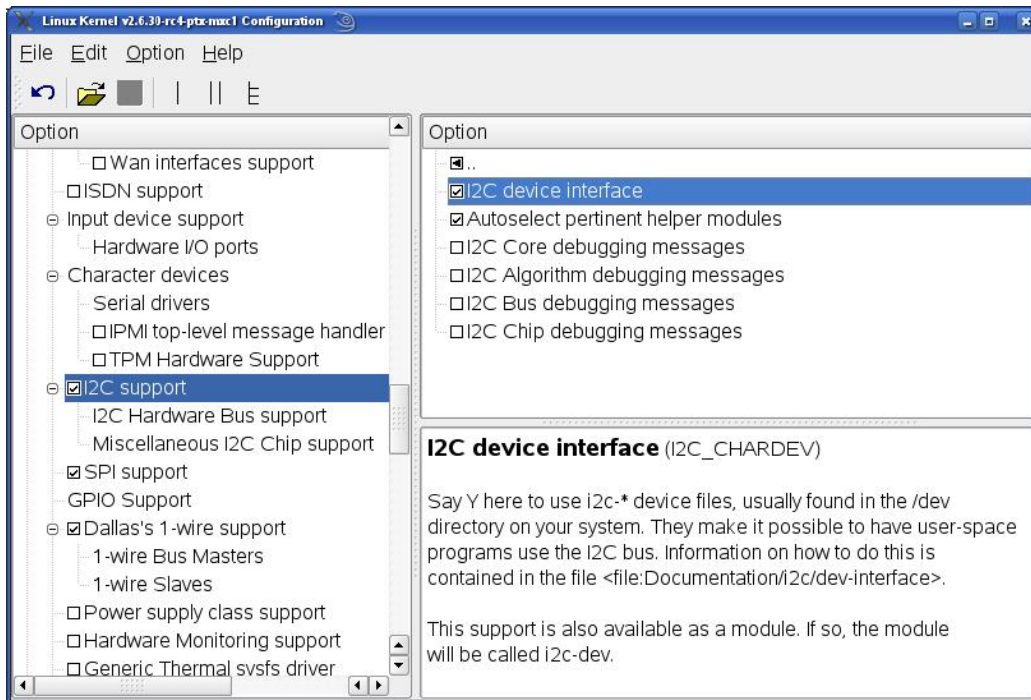 Linux Kernel v2.6.30-rc4-ptx-mxc1 Configuration
File Edit Option Help
Option
Wan interfaces support
ISDN support
Input device support
Hardware I/O ports
Character devices
Serial drivers
IPMI top-level message handler
TPM Hardware Support
I2C support
I2C Hardware Bus support
Miscellaneous I2C Chip support
SPI support
GPIO Support
Dallas's 1-wire support
1-wire Bus Masters
1-wire Slaves
Power supply class support
Hardware Monitoring support
Generic Thermal sysfs driver
Option
..
I2C device interface
Autoselect pertinent helper modules
I2C Core debugging messages
I2C Algorithm debugging messages
I2C Bus debugging messages
I2C Chip debugging messages
I2C device interface (I2C_CHARDEV)
Say Y here to use i2c-* device files, usually found in the /dev
directory on your system. They make it possible to have user-space
programs use the I2C bus. Information on how to do this is
contained in the file <file:Documentation/i2c/dev-interface>.
This support is also available as a module. If so, the module
will be called i2c-dev.